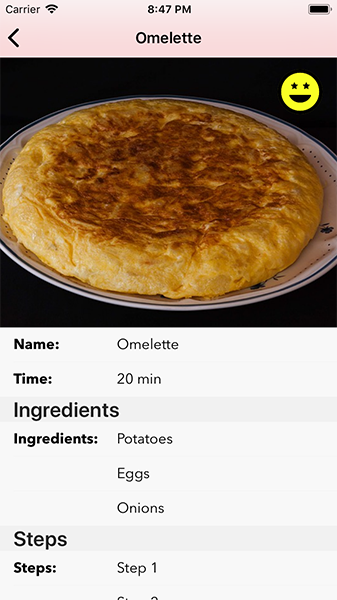 Carrier 8:47 PM
Omelette
Name: Omelette
Time: 20 min
Ingredients
Ingredients: Potatoes
Eggs
Onions
Steps
Steps: Step 1